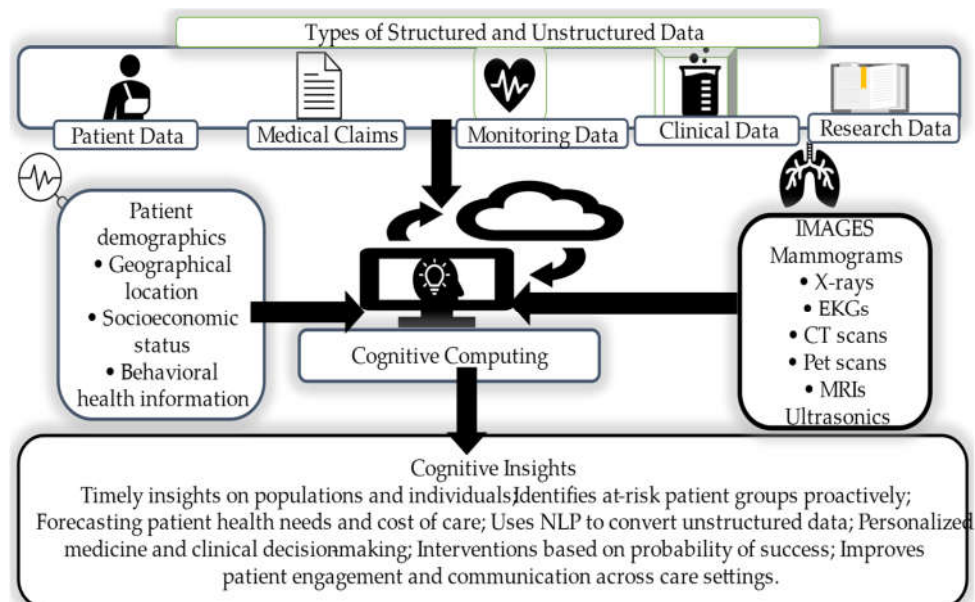 Types of Structured and Unstructured Data
Patient Data
Medical Claims
Monitoring Data
Clinical Data
Research Data
Patient
demographics
• Geographical
location
• Socioeconomic
status
• Behavioral
health information
IMAGES
Mammograms
• X-rays
• EKGs
• CT scans
• Pet scans
• MRIs
Ultrasonics
Cognitive Computing
Cognitive Insights
Timely insights on populations and individuals;Identifies at-risk patient groups proactively;
Forecasting patient health needs and cost of care; Uses NLP to convert unstructured data; Personalized
medicine and clinical decision-making; Interventions based on probability of success; Improves
patient engagement and communication across care settings.